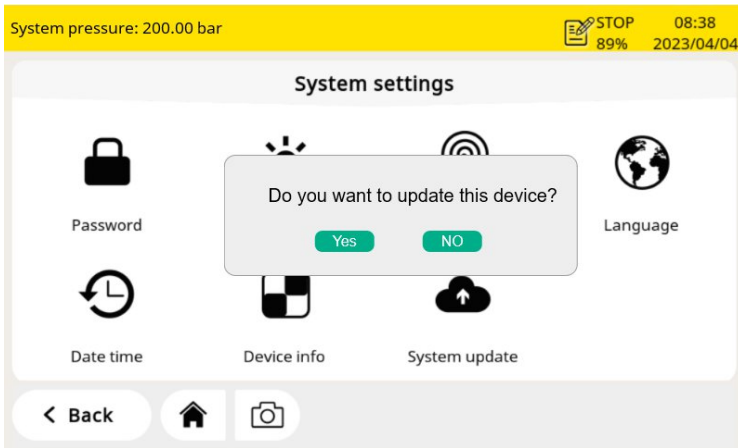 System pressure: 200.00 bar
STOP 08:38
89% 2023/04/04
System settings
Do you want to update this device?
Yes NO
Password Language
Date time Device info System update
Back